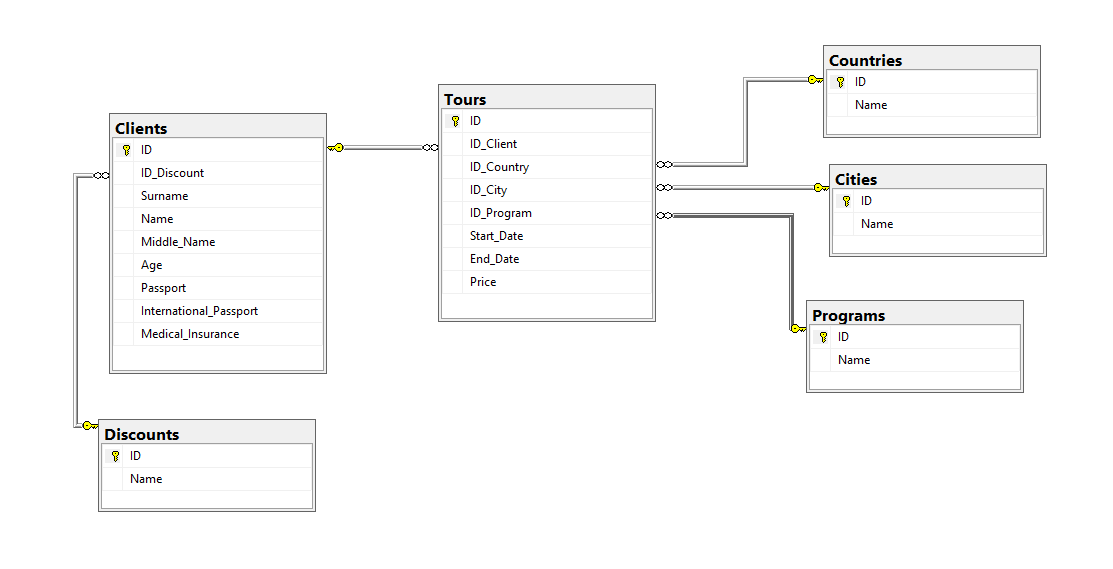 Clients
ID
ID_Discount
Surname
Name
Middle_Name
Age
Passport
International_Passport
Medical_Insurance
Discounts
ID
Name
Tours
ID
ID_Client
ID_Country
ID_City
ID_Program
Start_Date
End_Date
Price
Countries
ID
Name
Cities
ID
Name
Programs
ID
Name